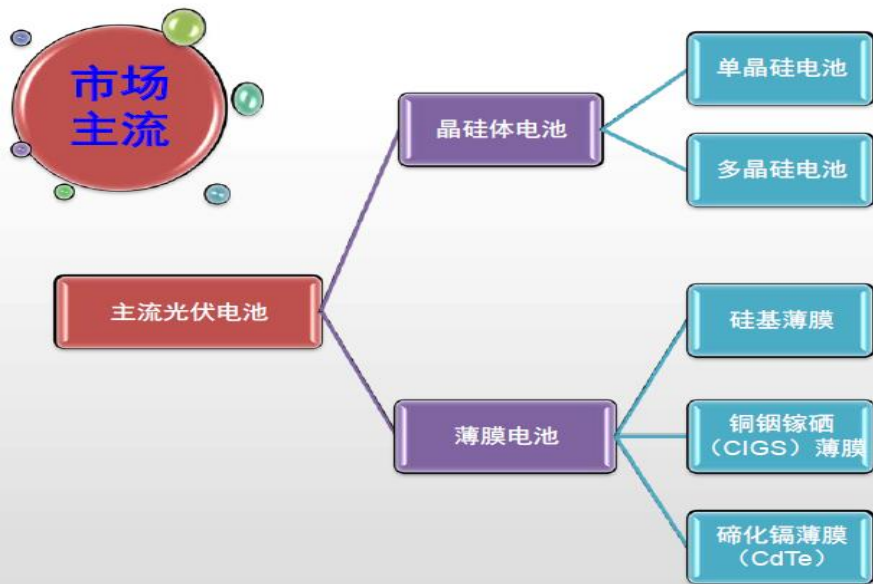 市场
主流
主流光伏电池
晶硅体电池
单晶硅电池
多晶硅电池
薄膜电池
硅基薄膜
铜铟镓硒
（CIGS）薄膜
碲化镉薄膜
（CdTe）